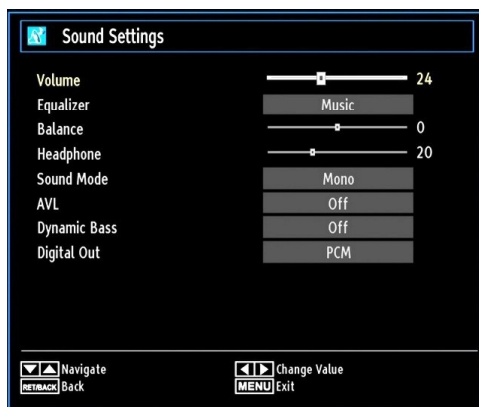 Sound Settings
Volume 24
Equalizer Music
Balance 0
Headphone 20
Sound Mode Mono
AVL Off
Dynamic Bass Off
Digital Out PCM
Navigate Change Value
RET/BACK Back MENU Exit